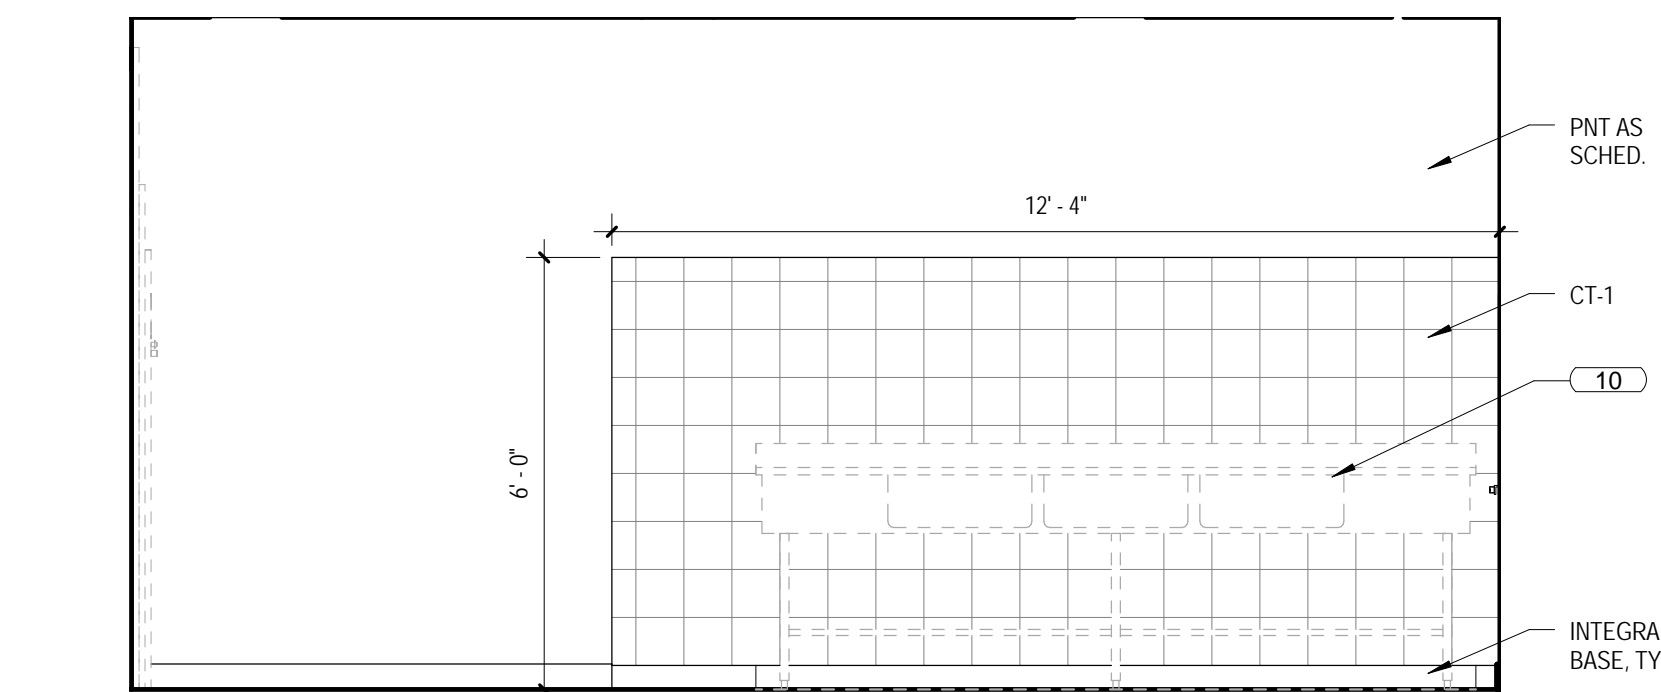 PNT AS
SCHED.
12' - 4"
CT-1
10
6' - 0"
INTEGRA
BASE, TY